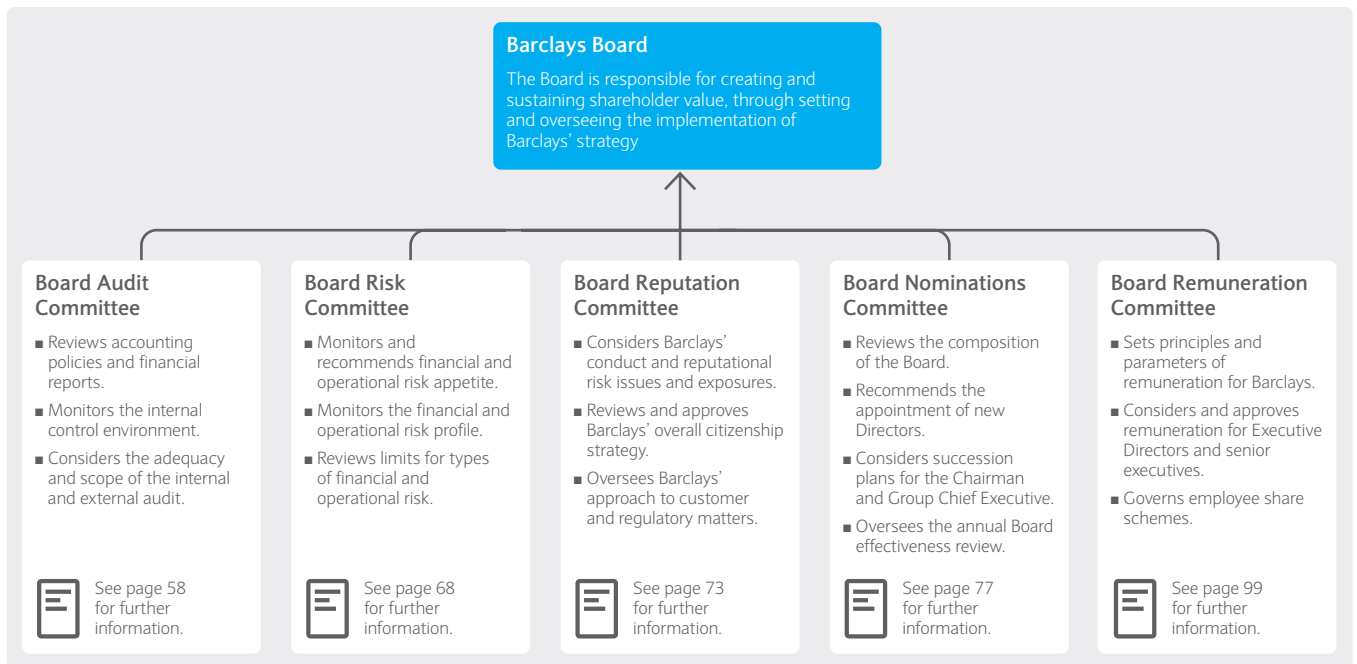 Barclays Board
The Board is responsible for creating and
sustaining shareholder value, through setting
and overseeing the implementation of
Barclays’ strategy
Board Audit
Committee
■ Reviews accounting
policies and financial
reports.
■ Monitors the internal
control environment.
■ Considers the adequacy
and scope of the internal
and external audit.
See page 58
for further
information.
Board Risk
Committee
■ Monitors and
recommends financial and
operational risk appetite.
■ Monitors the financial and
operational risk profile.
■ Reviews limits for types
of financial and
operational risk.
See page 68
for further
information.
Board Reputation
Committee
■ Considers Barclays’
conduct and reputational
risk issues and exposures.
■ Reviews and approves
Barclays’ overall citizenship
strategy.
■ Oversees Barclays’
approach to customer
and regulatory matters.
See page 73
for further
information.
Board Nominations
Committee
■ Reviews the composition
of the Board.
■ Recommends the
appointment of new
Directors.
■ Considers succession
plans for the Chairman
and Group Chief Executive.
■ Oversees the annual Board
effectiveness review.
See page 77
for further
information.
Board Remuneration
Committee
■ Sets principles and
parameters of
remuneration for Barclays.
■ Considers and approves
remuneration for Executive
Directors and senior
executives.
■ Governs employee share
schemes.
See page 99
for further
information.